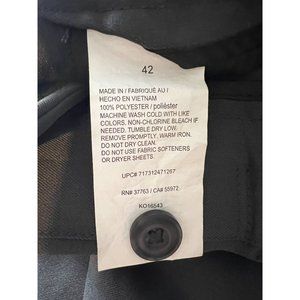 42
MADE IN / FABRIQUÉ AU /
HECHO EN VIETNAM
100% POLYESTER / poliéster
MACHINE WASH COLD WITH LIKE
COLORS. NON-CHLORINE BLEACH IF
NEEDED. TUMBLE DRY LOW.
REMOVE PROMPTLY. WARM IRON.
DO NOT DRY CLEAN.
DO NOT USE FABRIC SOFTENERS
OR DRYER SHEETS.
UPC# 717312471267
RN# 37763 / CA# 55972
KO16543